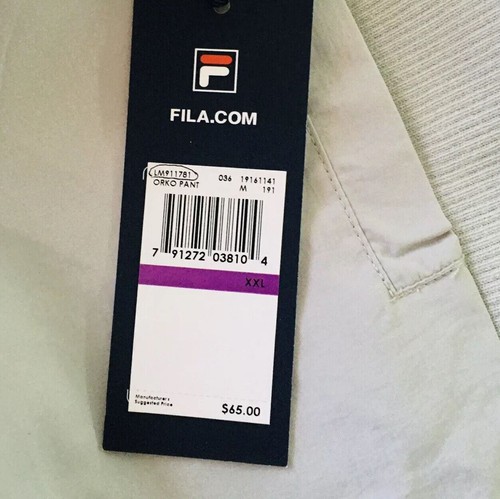 FILA.COM
LM911781 036 19161141
ORKO PANT M 191
7 91272 03810 4
XXL
Manufacturers
Suggested Price $65.00